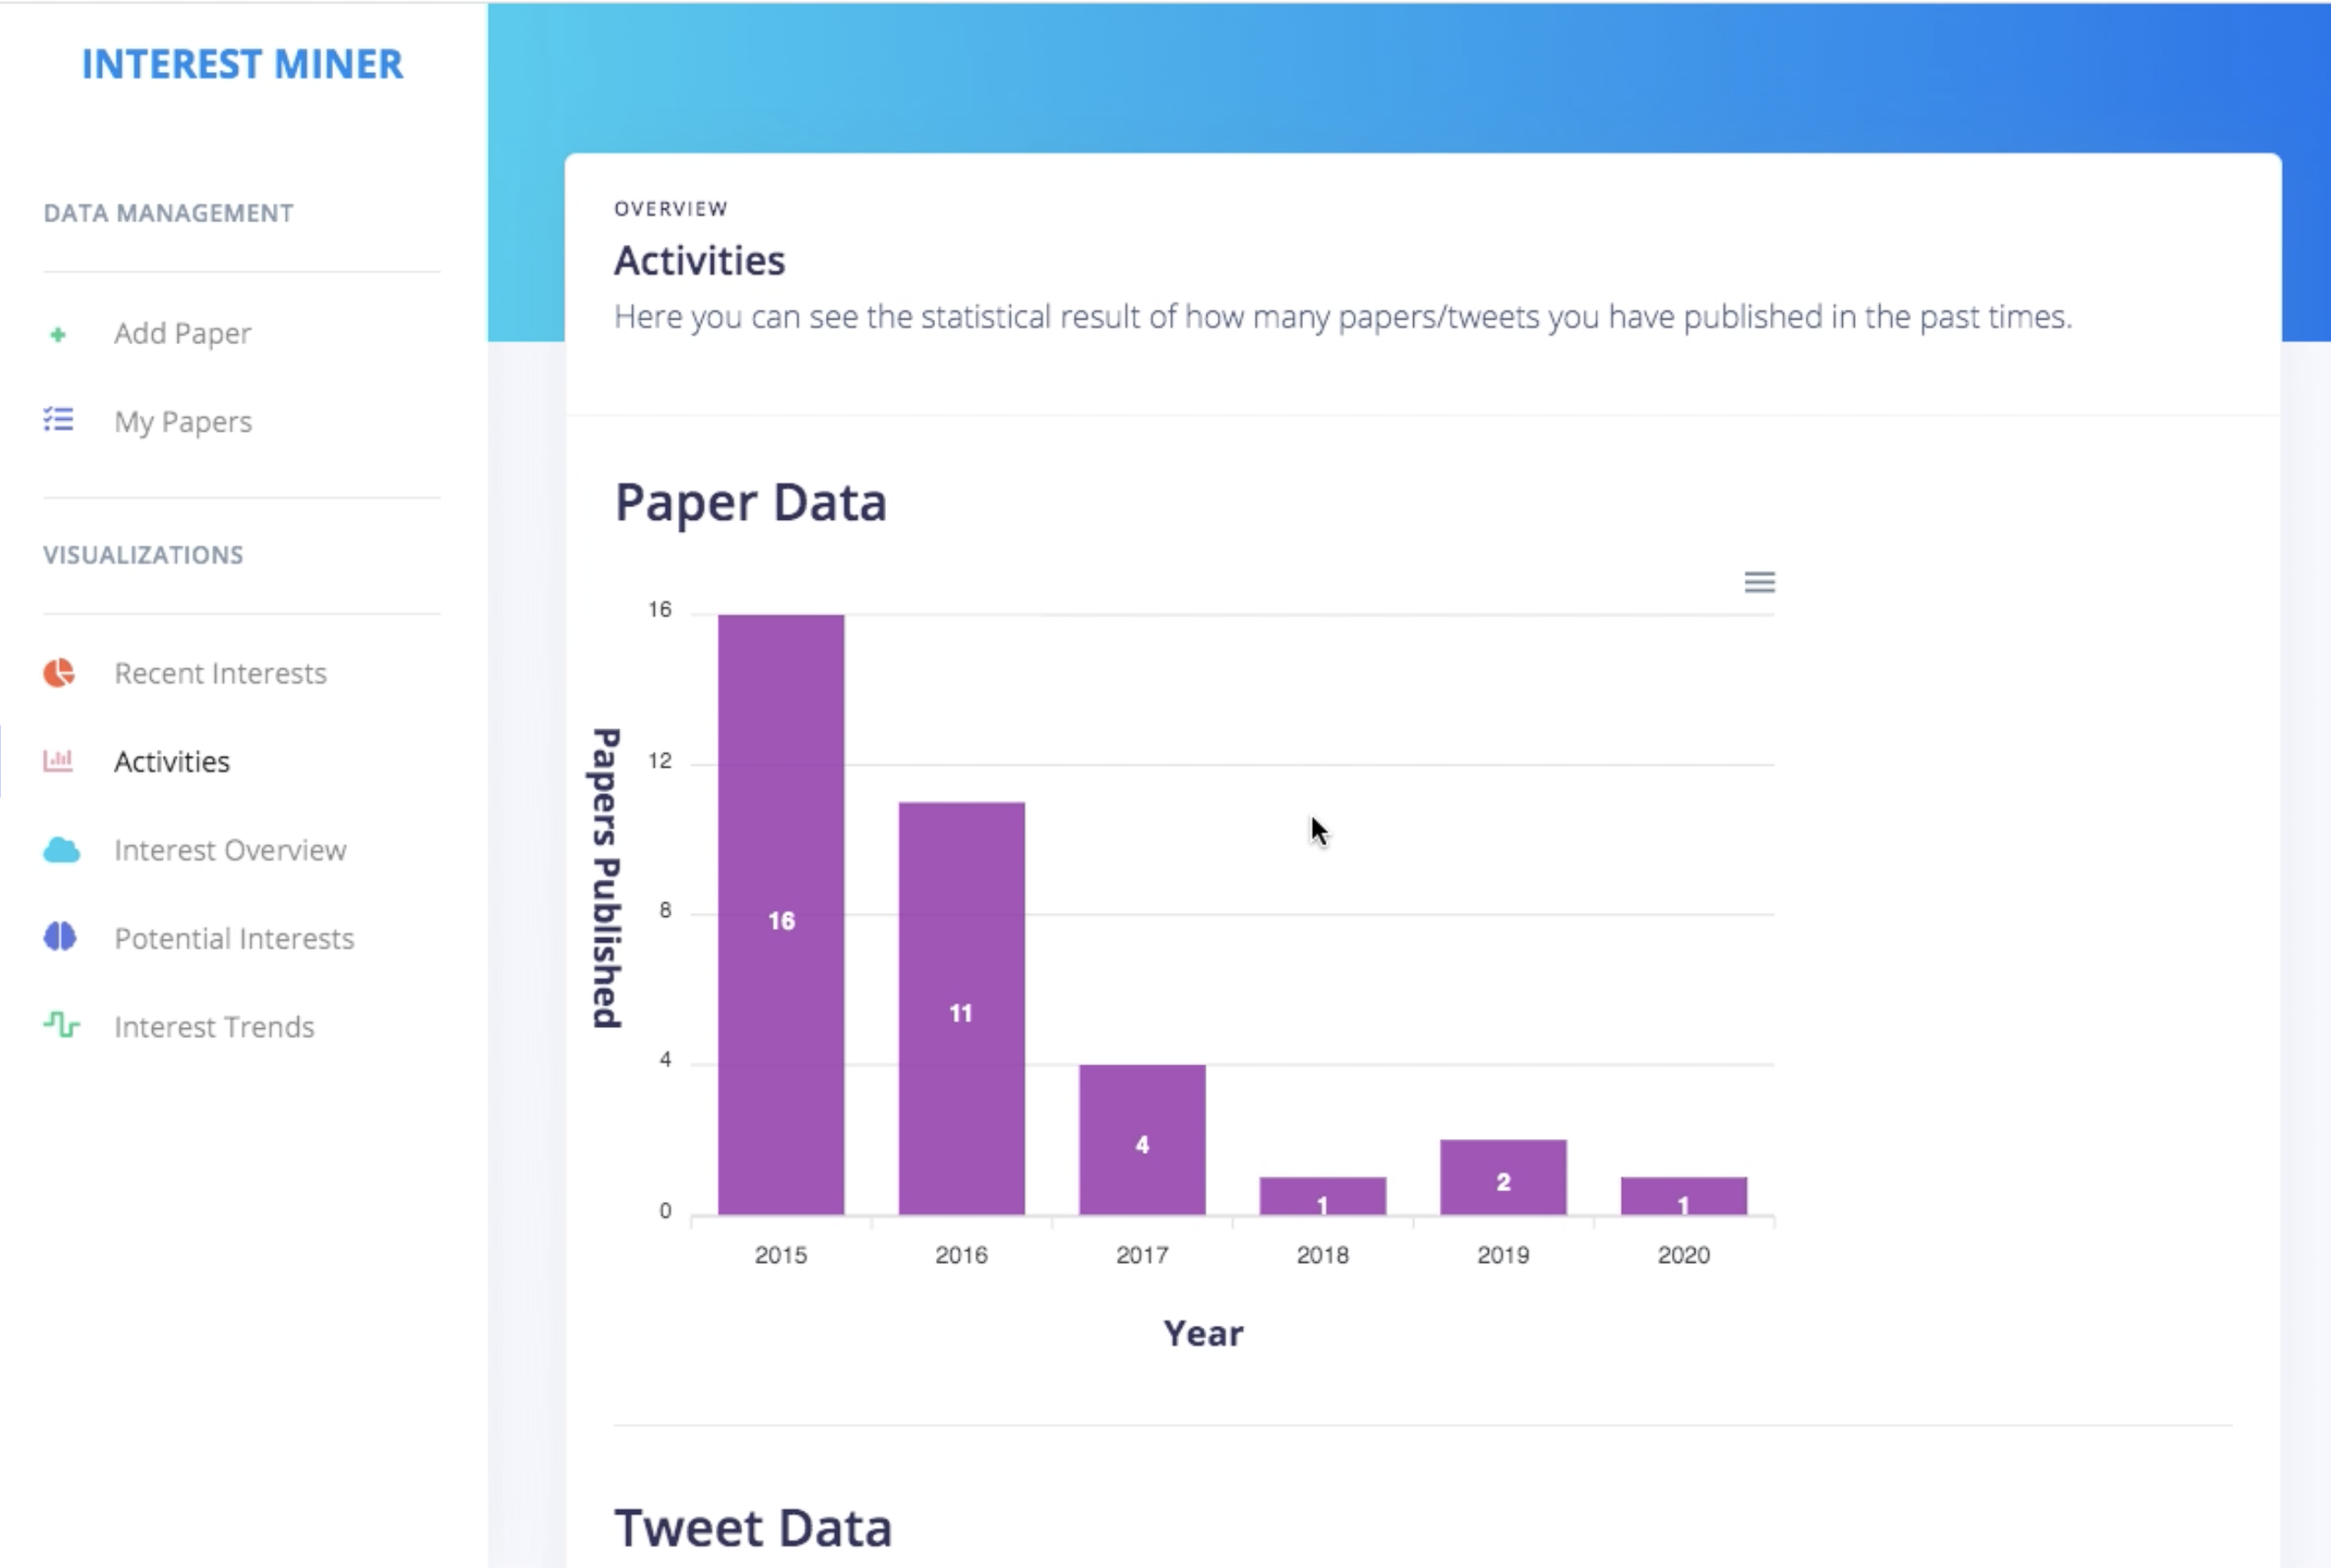 INTEREST MINER
DATA MANAGEMENT
Add Paper
My Papers
VISUALIZATIONS
Recent Interests
Activities
Interest Overview
Potential Interests
Interest Trends
OVERVIEW
Activities
Here you can see the statistical result of how many papers/tweets you have published in the past times.
Paper Data
Papers Published
16
12
8
4
0
16
11
4
1
2
1
2015
2016
2017
2018
2019
2020
Year
Tweet Data